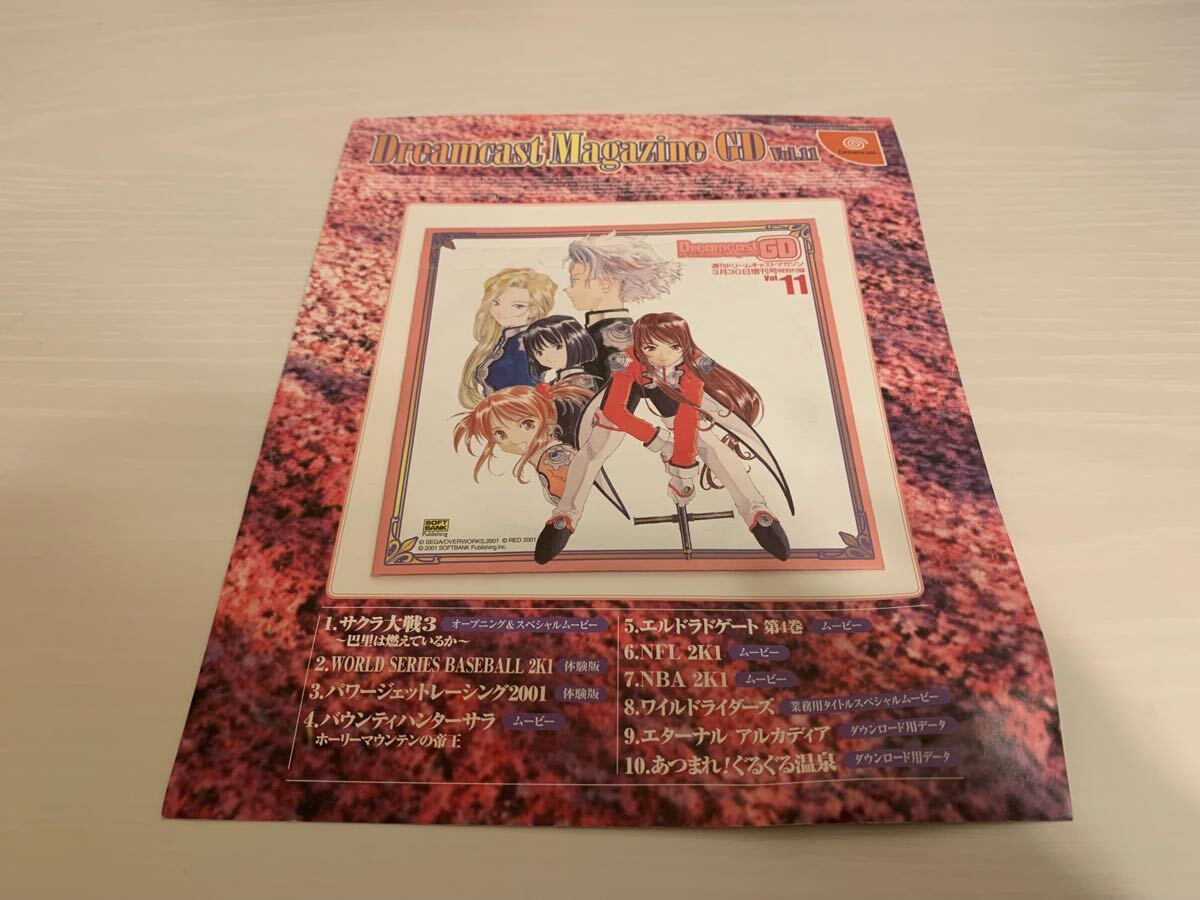 Dreamcast Magazine GD Vol.11
Dreamcast
Dreamcast GD
週刊ドリームキャストマガジン
3月30日増刊号特別付録
Vol.11
SOFT BANK
Publishing
© SEGA/OVERWORKS,2001 © RED 2001
© 2001 SOFTBANK Publishing.Inc.
1.サクラ大戦3 オープニング&スペシャルムービー
～巴里は燃えているか～
2.WORLD SERIES BASEBALL 2K1 体験版
3.パワージェットレーシング2001 体験版
4.バウンティハンターサラ ムービー
ホーリーマウンテンの帝王
5.エルドラドゲート 第4巻 ムービー
6.NFL 2K1 ムービー
7.NBA 2K1 ムービー
8.ワイルドライダーズ 業務用タイトルスペシャルムービー
9.エターナル アルカディア ダウンロード用データ
10.あつまれ!ぐるぐる温泉 ダウンロード用データ